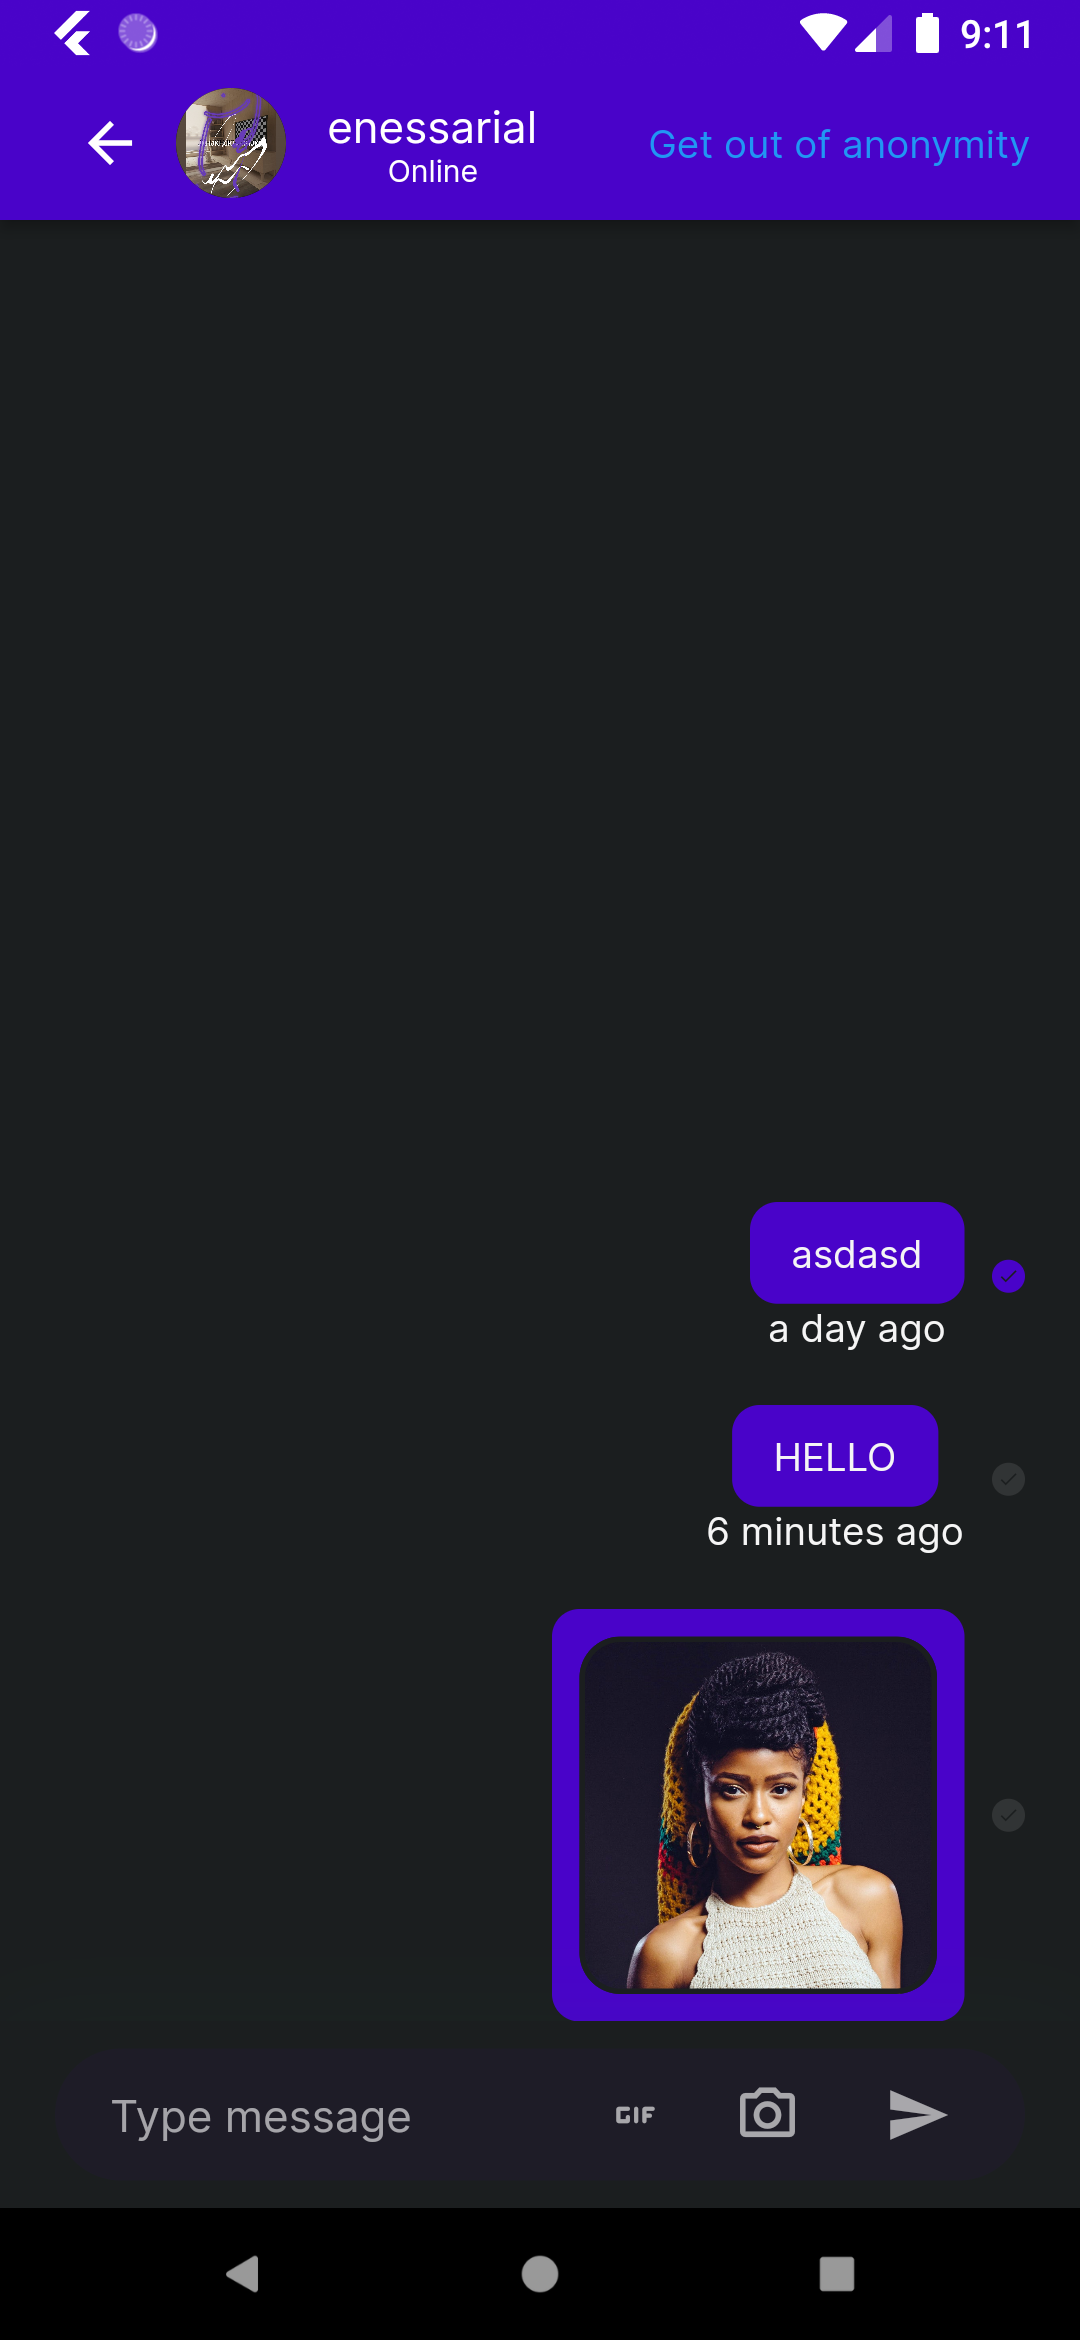 9:11
enessarial
Online
Get out of anonymity
asdasd
a day ago
HELLO
6 minutes ago
Type message
GIF